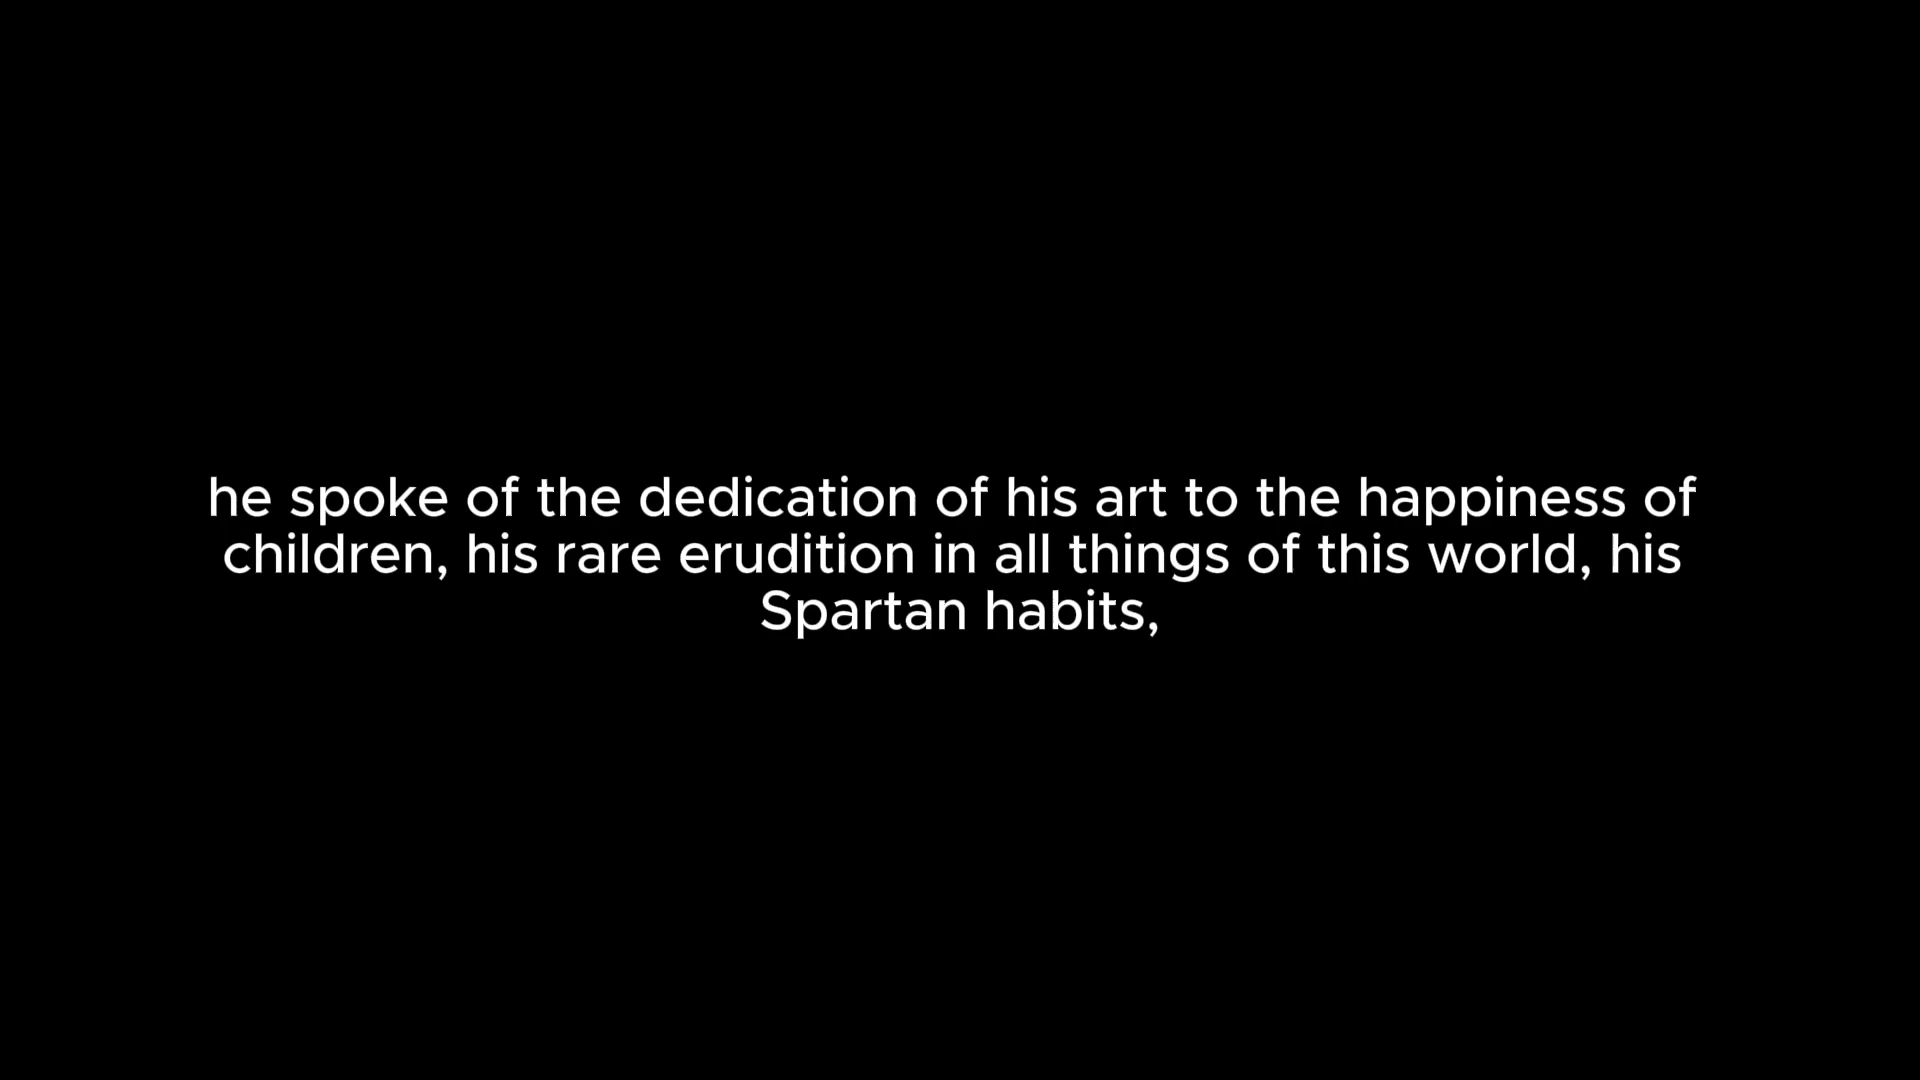 he spoke of the dedication of his art to the happiness of
children, his rare erudition in all things of this world, his
Spartan habits,